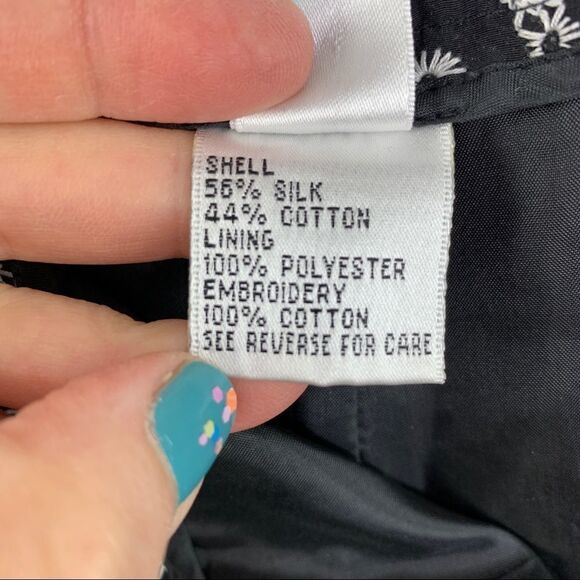 SHELL
56% SILK
44% COTTON
LINING
100% POLYESTER
EMBROIDERY
100% COTTON
SEE REVERSE FOR CARE